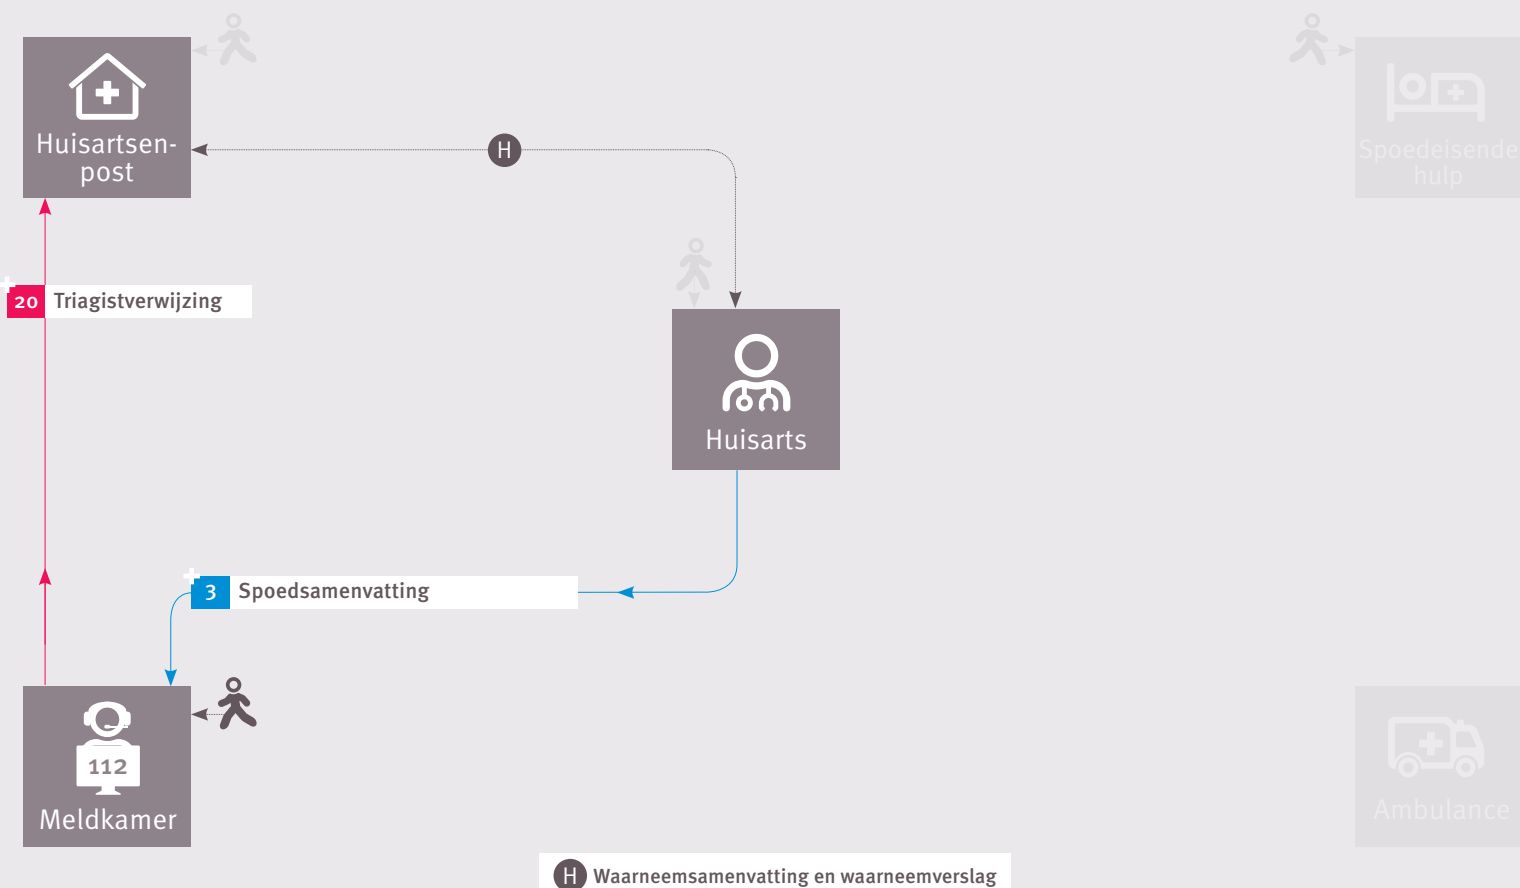 Huisartsen-
post
H
Spoedeisende
hulp
20 Triagistverwijzing
Huisarts
3 Spoedsamenvatting
112
Meldkamer
Ambulance
H Waarneemsamenvatting en waarneemverslag